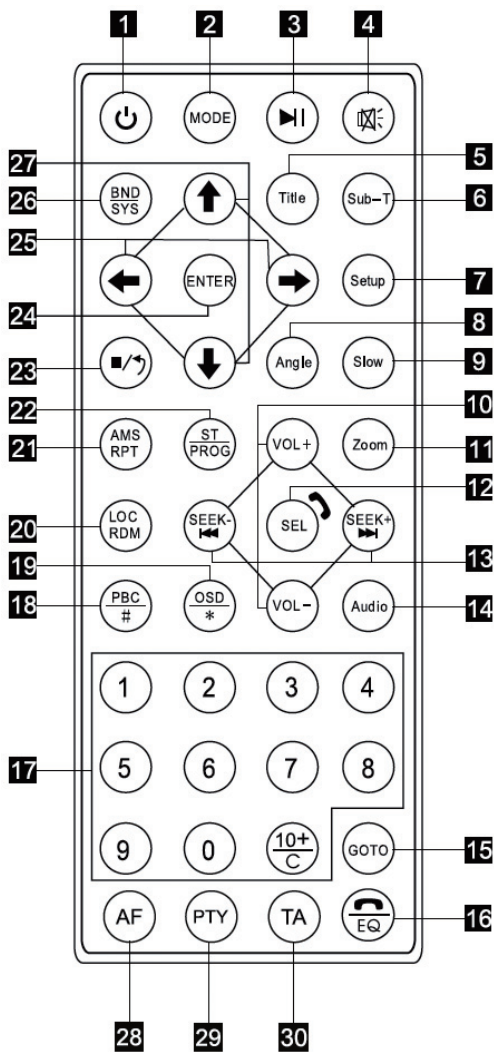 1 2 3 4
MODE
27 5
BND
SYS
Title
Sub-T
26 6
25
ENTER
Setup
7
24
8
23
Angle
Slow
9
22
10
AMS
RPT
ST
PROG
VOL+
Zoom
21 11
12
LOC
RDM
SEEK-
SEL
SEEK+
20
13
19
PBC
#
OSD
*
VOL-
Audio
18 14
1 2 3 4
17
5 6 7 8
9 0
10+
C
GOTO
15
AF PTY TA
EQ
16
28 29 30